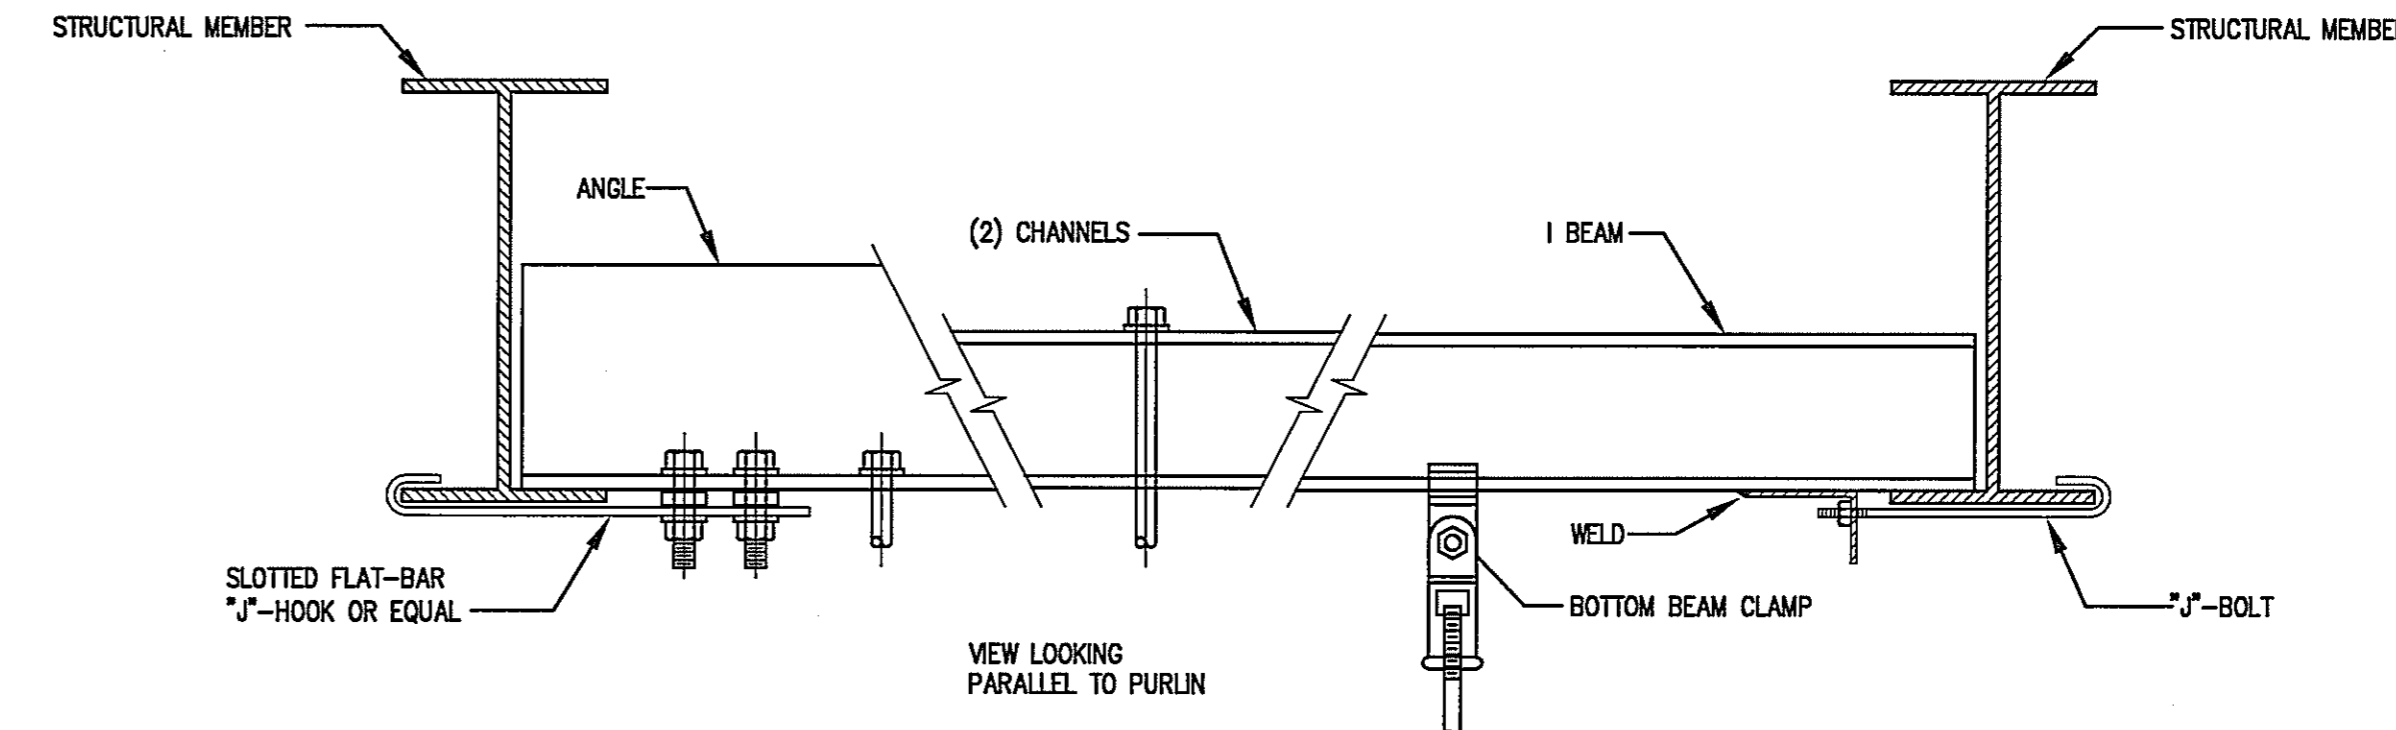 STRUCTURAL MEMBER
STRUCTURAL MEMBE
ANGLE
(2) CHANNELS
I BEAM
WELD
SLOTTED FLAT-BAR
"J"-HOOK OR EQUAL
BOTTOM BEAM CLAMP
"J"-BOLT
VIEW LOOKING
PARALLEL TO PURLIN